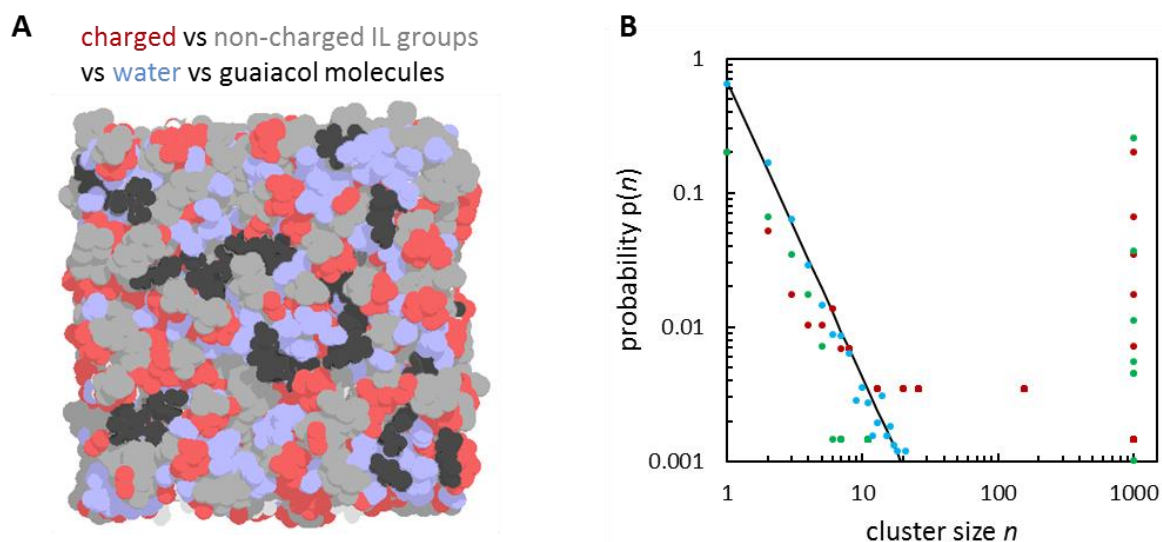 A
charged vs non-charged IL groups
vs water vs guaiacol molecules
B
probability p(n)
1
0.1
0.01
0.001
1
10
100
1000
cluster size n